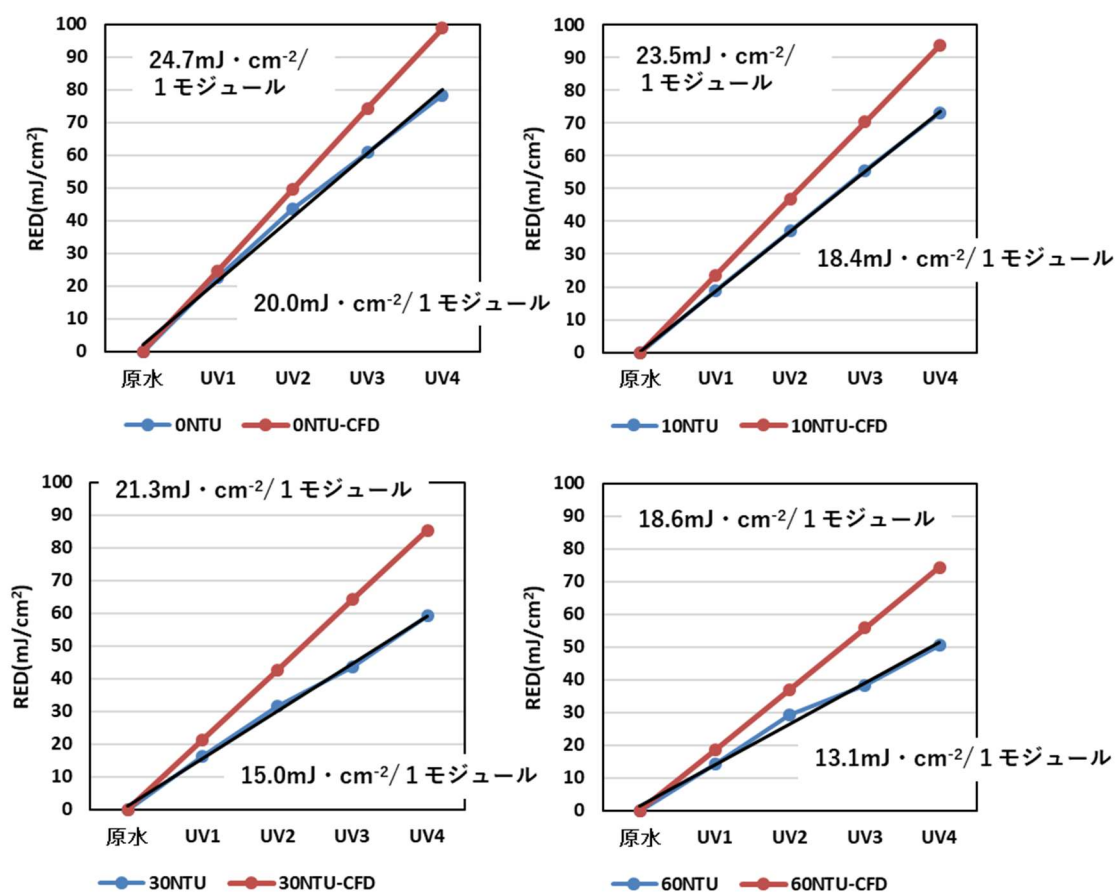 100
90
80
70
60
50
40
30
20
10
0
RED(mJ/cm²)
24.7mJ・cm⁻²/
1 モジュール
20.0mJ・cm⁻²/ 1 モジュール
原水 UV1 UV2 UV3 UV4
0NTU 0NTU-CFD
100
90
80
70
60
50
40
30
20
10
0
RED(mJ/cm²)
23.5mJ・cm⁻²/
1 モジュール
18.4mJ・cm⁻²/ 1 モジュール
原水 UV1 UV2 UV3 UV4
10NTU 10NTU-CFD
100
90
80
70
60
50
40
30
20
10
0
RED(mJ/cm²)
21.3mJ・cm⁻²/ 1 モジュール
15.0mJ・cm⁻²/ 1 モジュール
原水 UV1 UV2 UV3 UV4
30NTU 30NTU-CFD
100
90
80
70
60
50
40
30
20
10
0
RED(mJ/cm²)
18.6mJ・cm⁻²/ 1 モジュール
13.1mJ・cm⁻²/ 1 モジュール
原水 UV1 UV2 UV3 UV4
60NTU 60NTU-CFD